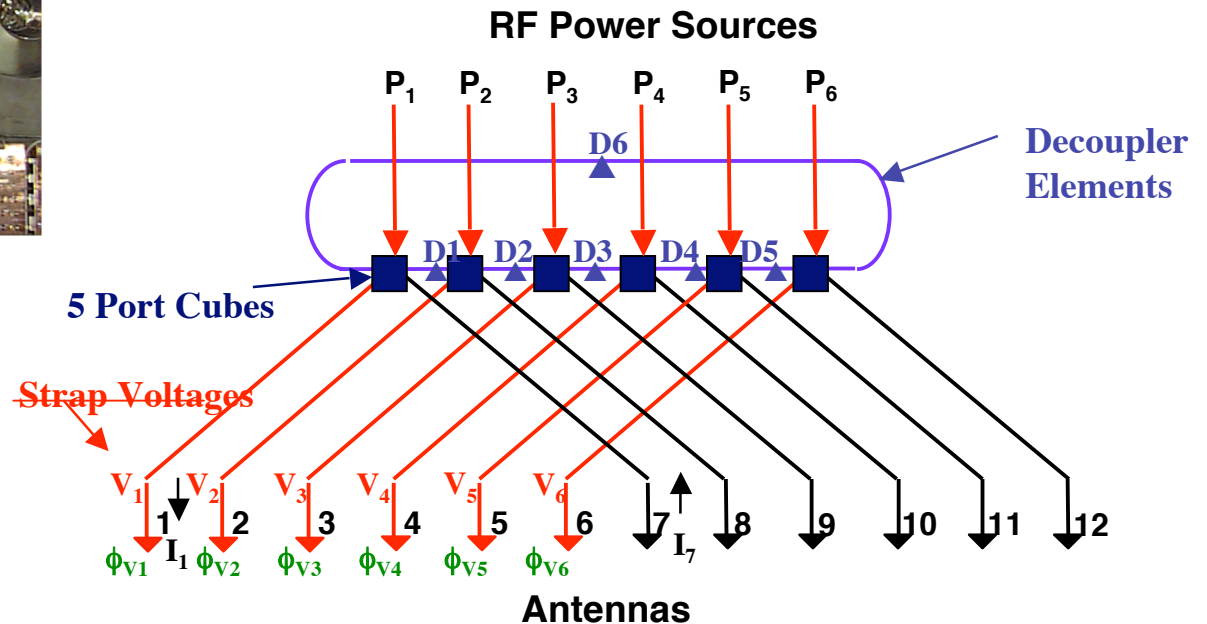 RF Power Sources
P1 P2 P3 P4 P5 P6
D6
Decoupler
Elements
D1 D2 D3 D4 D5
5 Port Cubes
Strap Voltages
V1 V2 V3 V4 V5 V6
1 2 3 4 5 6 7 8 9 10 11 12
I1 I7
ϕV1 ϕV2 ϕV3 ϕV4 ϕV5 ϕV6
Antennas